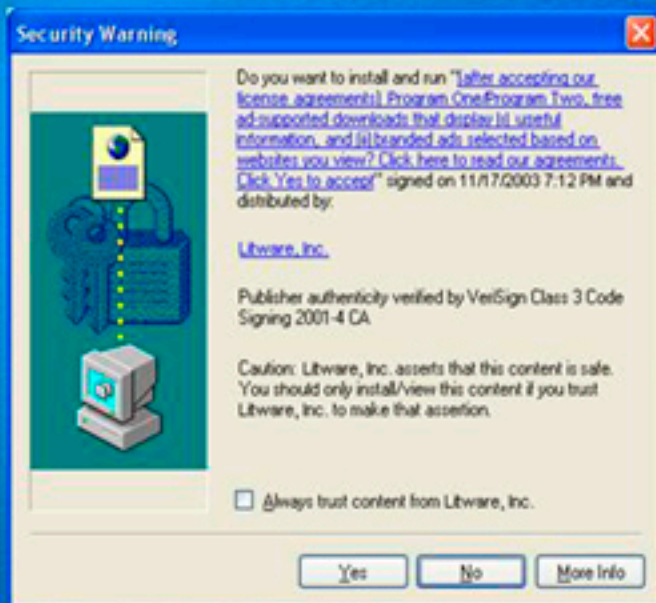 Security Warning
Do you want to install and run "[after accepting our
license agreements] Program One/Program Two, free
ad-supported downloads that display (i) useful
information, and (ii)branded ads selected based on
websites you view? Click here to read our agreements.
Click Yes to accept" signed on 11/17/2003 7:12 PM and
distributed by:
Litware, Inc.
Publisher authenticity verified by VeriSign Class 3 Code
Signing 2001-4 CA
Caution: Litware, Inc. asserts that this content is safe.
You should only install/view this content if you trust
Litware, Inc. to make that assertion.
Always trust content from Litware, Inc.
Yes No More Info